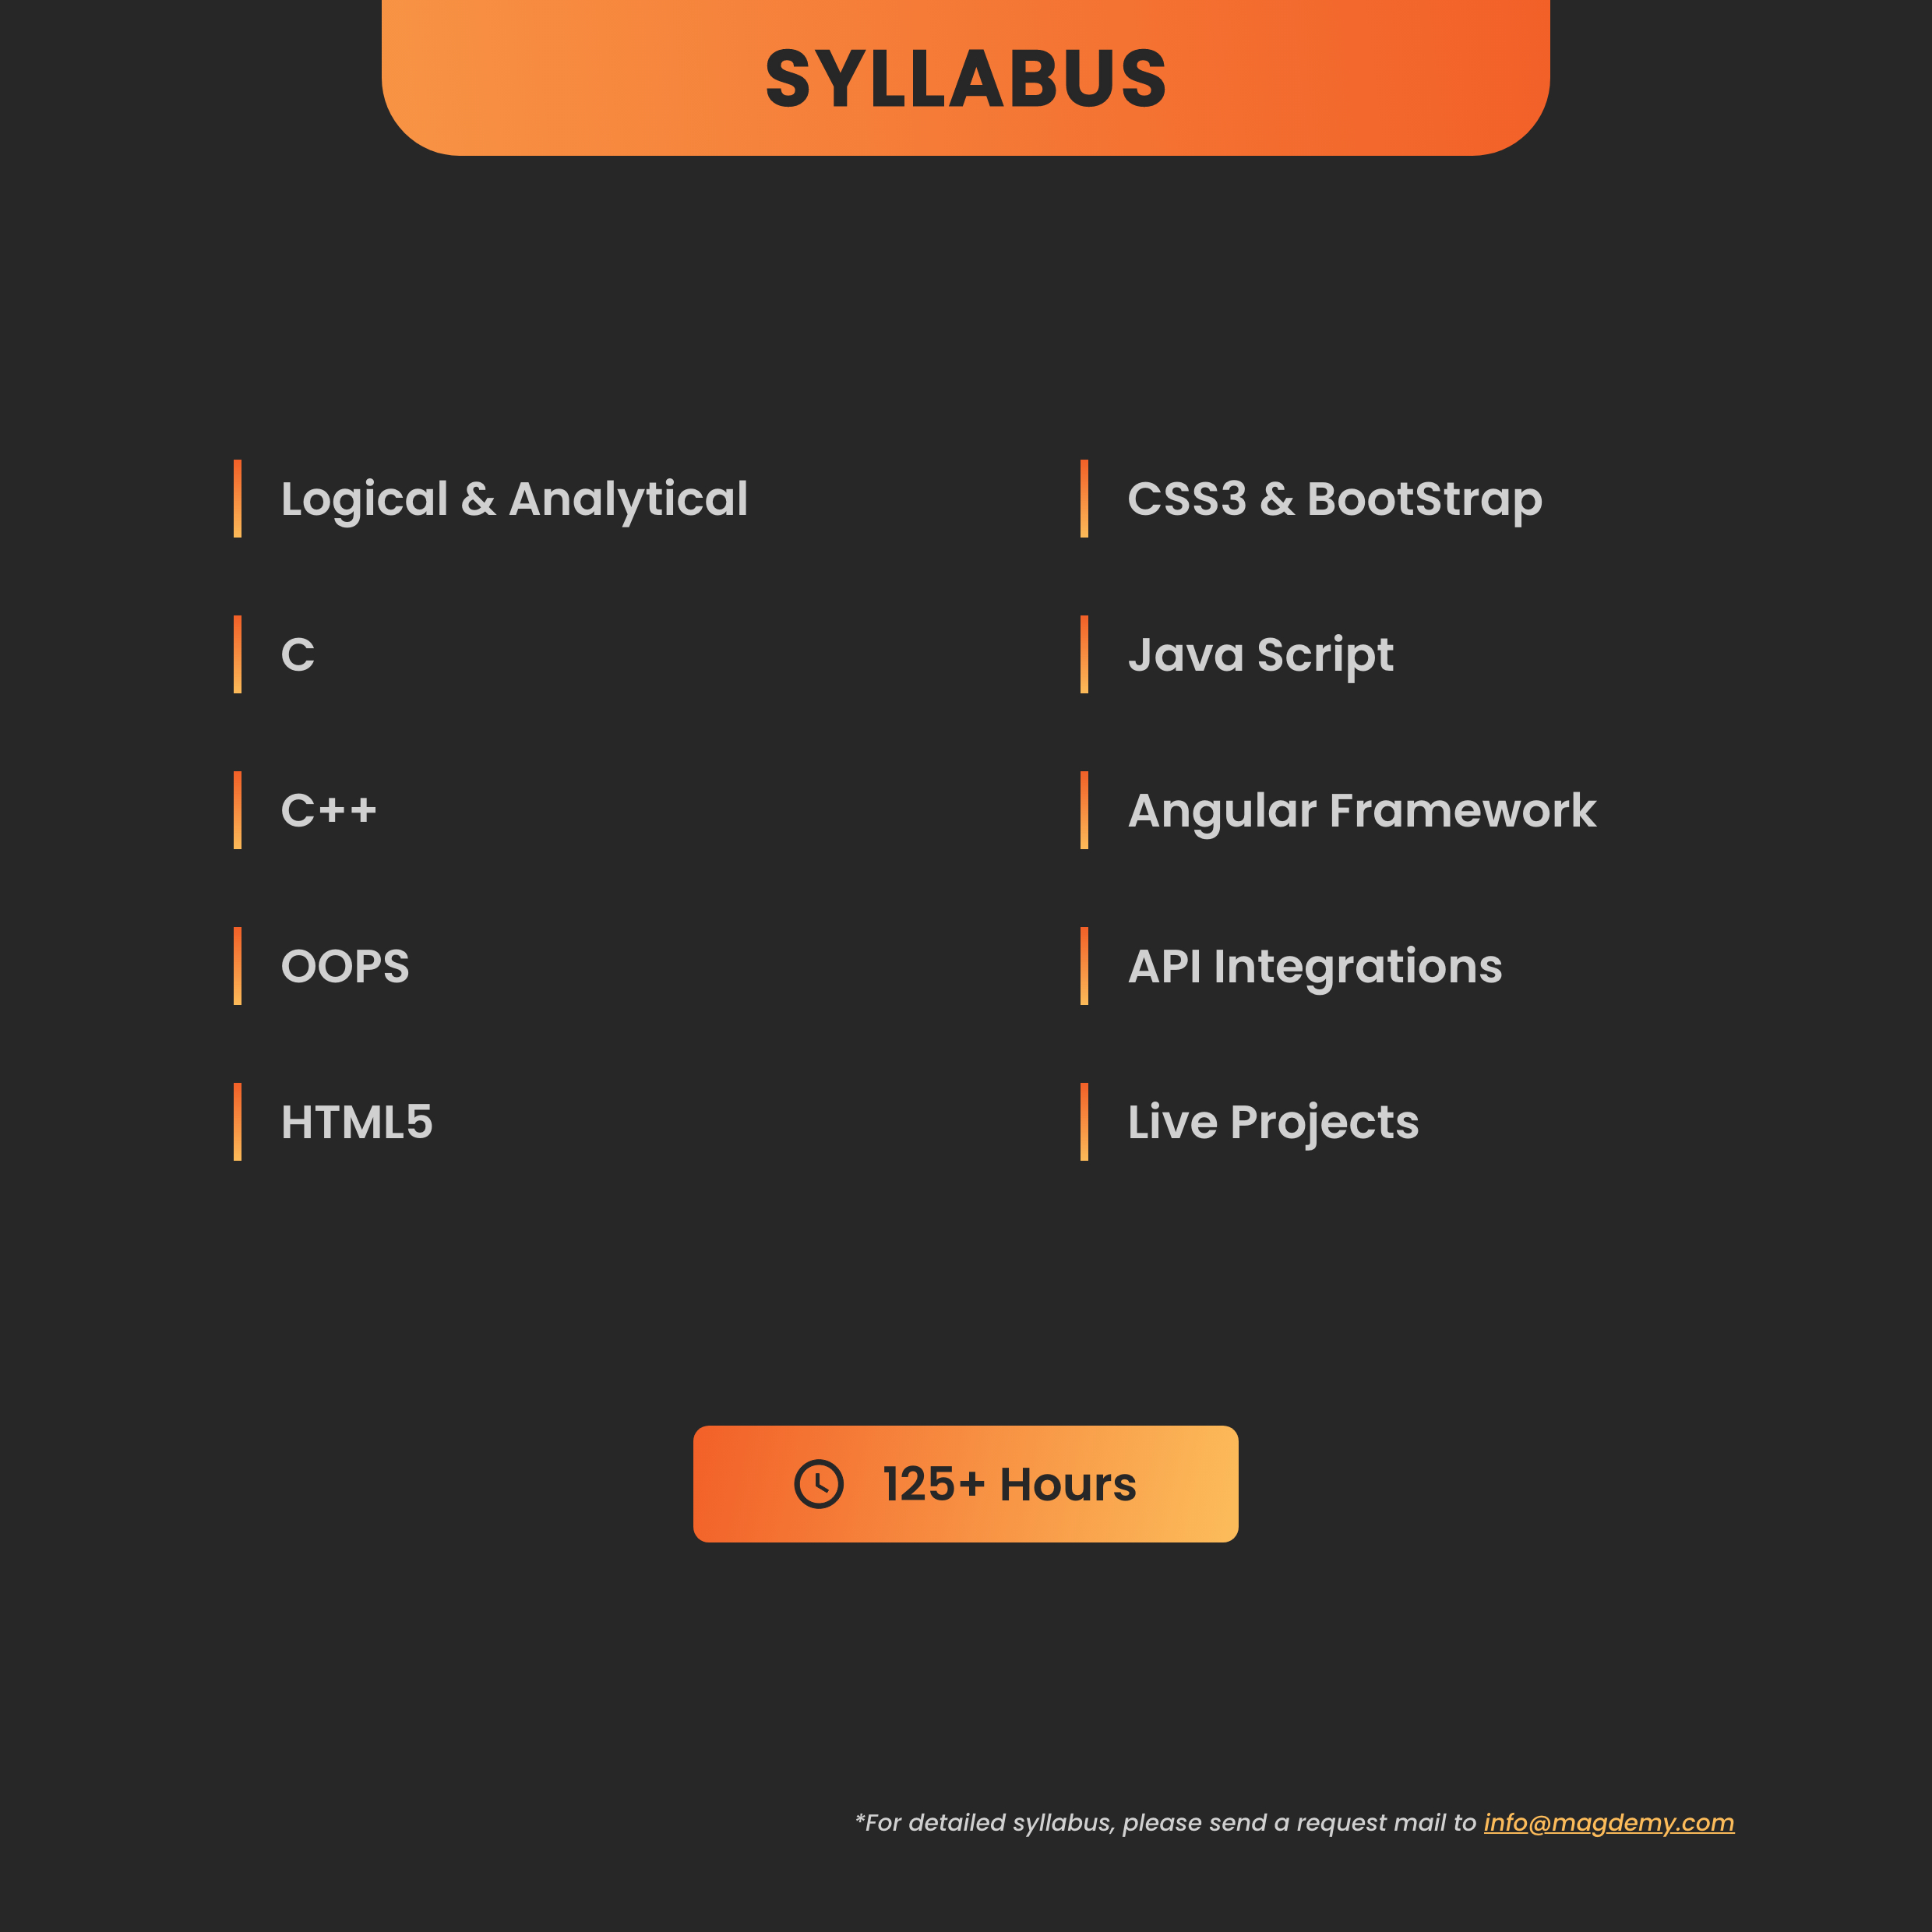 SYLLABUS
Logical & Analytical
C
C++
OOPS
HTML5
CSS3 & BootStrap
Java Script
Angular Framework
API Integrations
Live Projects
125+ Hours
*For detailed syllabus, please send a request mail to info@magdemy.com